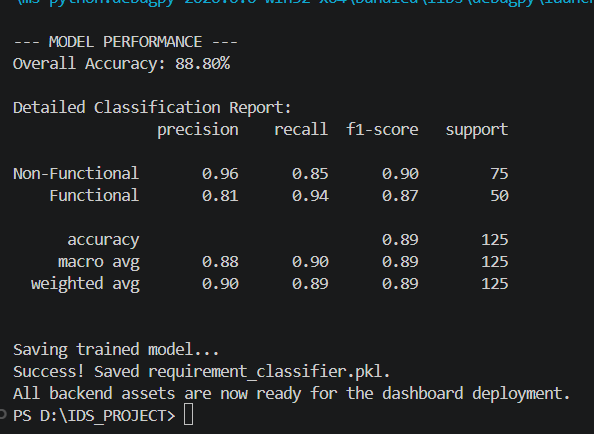 --- MODEL PERFORMANCE ---
Overall Accuracy: 88.80%
Detailed Classification Report:
precision recall f1-score support
Non-Functional 0.96 0.85 0.90 75
Functional 0.81 0.94 0.87 50
accuracy 0.89 125
macro avg 0.88 0.90 0.89 125
weighted avg 0.90 0.89 0.89 125
Saving trained model...
Success! Saved requirement_classifier.pkl.
All backend assets are now ready for the dashboard deployment.
PS D:\IDS_PROJECT>